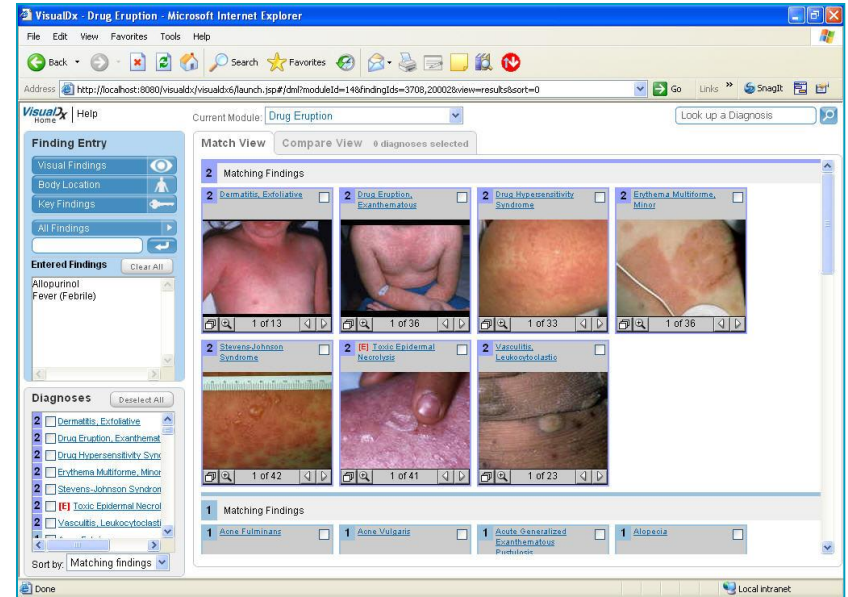 VisualDx - Drug Eruption - Microsoft Internet Explorer
File Edit View Favorites Tools Help
Back Search Favorites
Address http://localhost:8080/visualdx/visualdx6/launch.jsp#/dml?moduleId=14&findingIds=3708,20002&view=results&sort=0 Go Links » SnagIt
VisualDx Home Help
Current Module: Drug Eruption
Look up a Diagnosis
Finding Entry
Visual Findings
Body Location
Key Findings
All Findings
Entered Findings Clear All
Allopurinol
Fever (Febrile)
Diagnoses Deselect All
2 Dermatitis, Exfoliative
2 Drug Eruption, Exanthemat
2 Drug Hypersensitivity Sync
2 Erythema Multiforme, Minor
2 Stevens-Johnson Syndrom
2 [E] Toxic Epidermal Necrol
2 Vasculitis, Leukocytoclasti
Sort by: Matching findings
Match View Compare View 0 diagnoses selected
2 Matching Findings
2 Dermatitis, Exfoliative
1 of 13
2 Drug Eruption, Exanthematous
1 of 36
2 Drug Hypersensitivity Syndrome
1 of 33
2 Erythema Multiforme, Minor
1 of 36
2 Stevens-Johnson Syndrome
1 of 42
2 [E] Toxic Epidermal Necrolysis
1 of 41
2 Vasculitis, Leukocytoclastic
1 of 23
1 Matching Findings
1 Acne Fulminans
1 Acne Vulgaris
1 Acute Generalized Exanthematous Pustulosis
1 Alopecia
Done
Local intranet